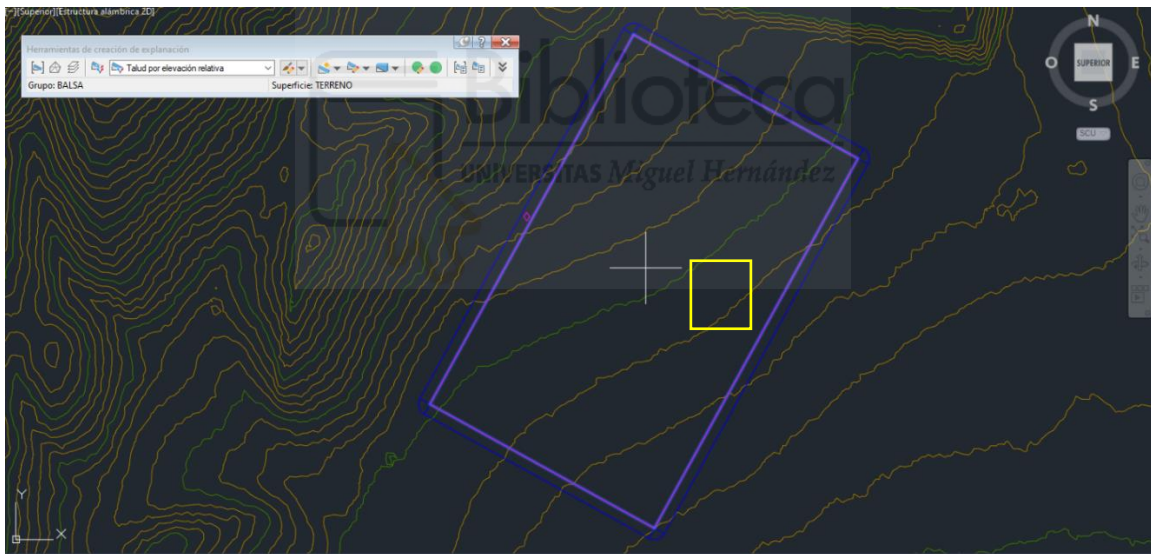 [-][Superior][Estructura alámbrica 2D]
Herramientas de creación de explanación
Talud por elevación relativa
Grupo: BALSA
Superficie: TERRENO
Biblioteca
UNIVERSITAS Miguel Hernández
N
O
SUPERIOR
E
S
SCU
Y
X